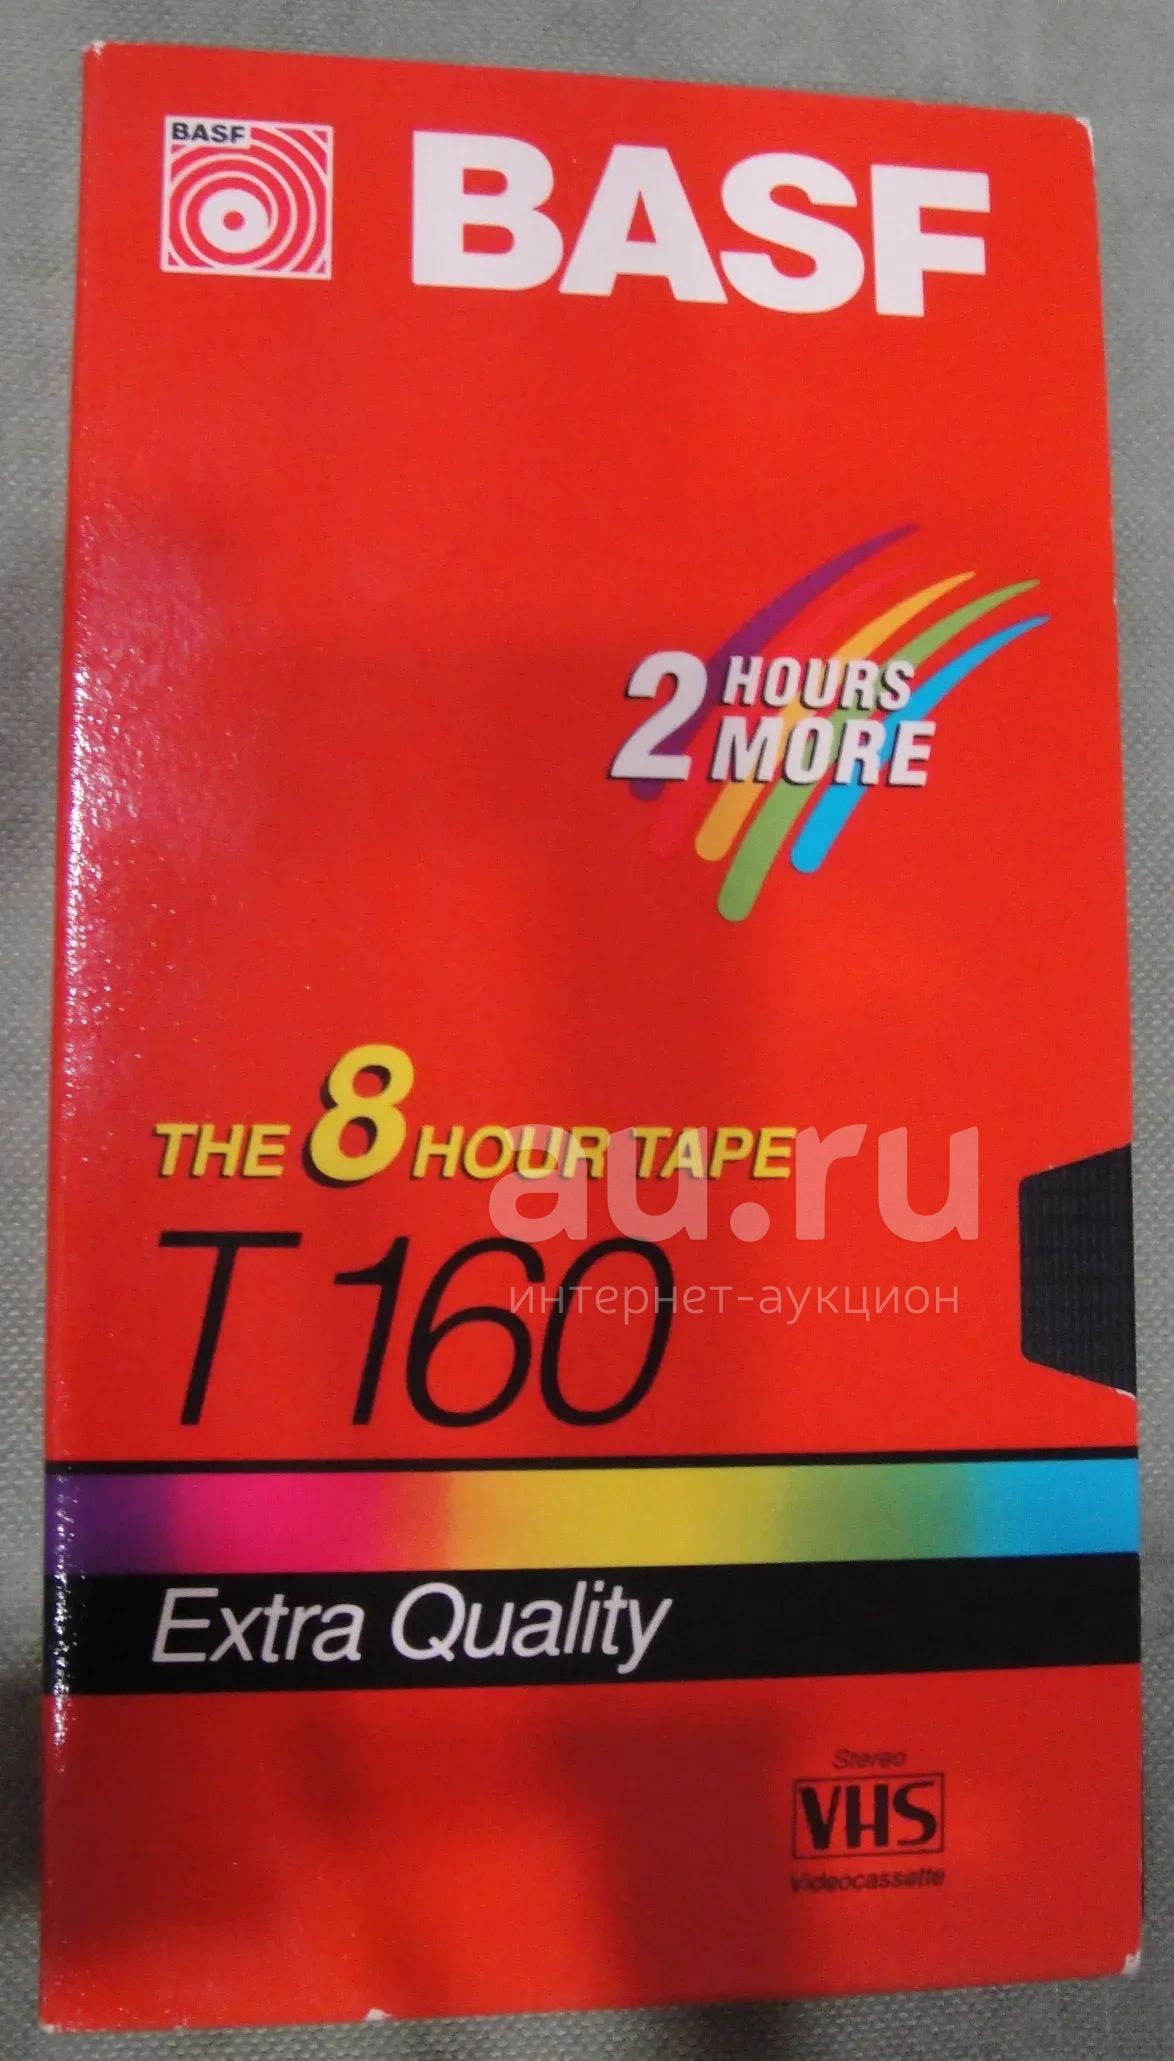 BASF
BASF
2 HOURS
MORE
THE 8 HOUR TAPE
au.ru
T 160
интернет-аукцион
Extra Quality
Stereo
VHS
Videocassette